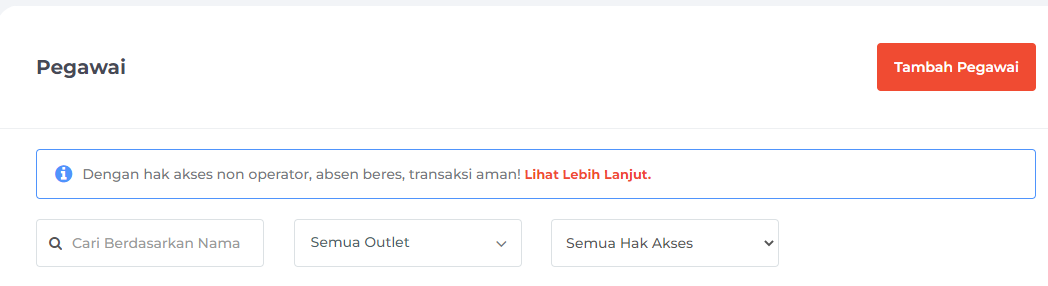 Pegawai
Tambah Pegawai
Dengan hak akses non operator, absen beres, transaksi aman! Lihat Lebih Lanjut.
Cari Berdasarkan Nama
Semua Outlet
Semua Hak Akses